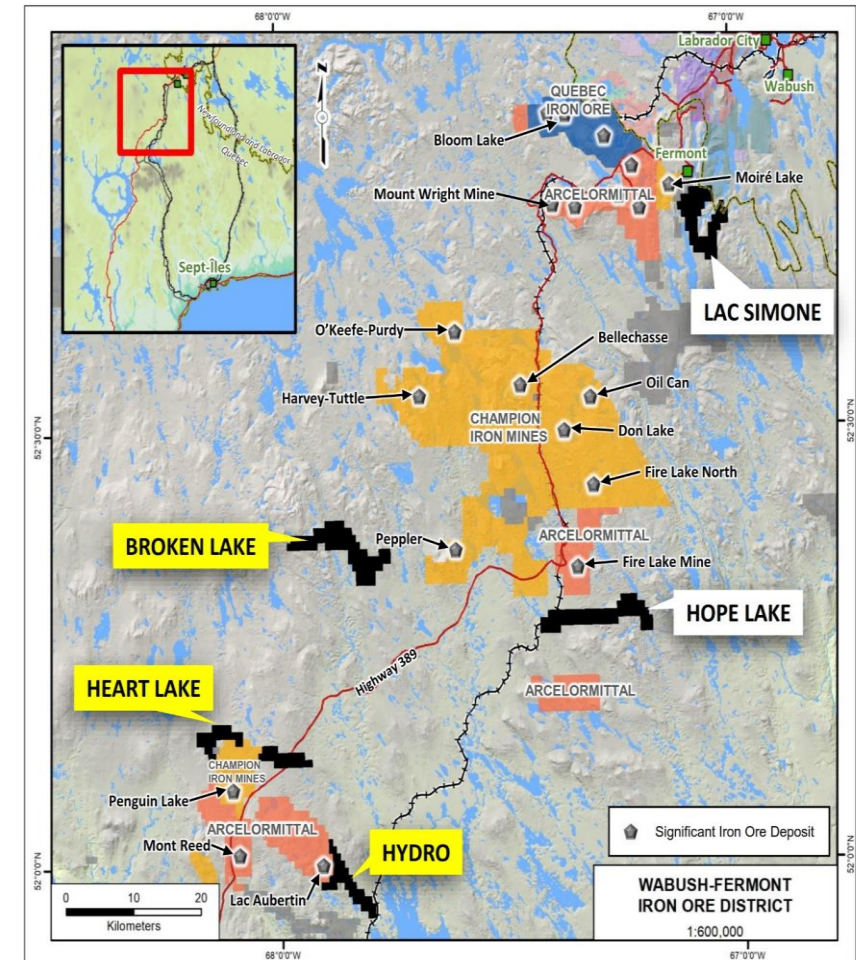 68°0'0"W
67°0'0"W
Labrador City
Wabush
QUEBEC
IRON ORE
Bloom Lake
Fermont
Moiré Lake
Mount Wright Mine
ARCELORMITTAL
Newfoundland and Labrador
Quebec
Sept-Îles
LAC SIMONE
O'Keefe-Purdy
Bellechasse
Harvey-Tuttle
Oil Can
CHAMPION
IRON MINES
Don Lake
52°30'0"N
52°30'0"N
Fire Lake North
BROKEN LAKE
Peppler
ARCELORMITTAL
Fire Lake Mine
HOPE LAKE
Highway 389
HEART LAKE
ARCELORMITTAL
CHAMPION
IRON MINES
Penguin Lake
ARCELORMITTAL
Mont Reed
HYDRO
Lac Aubertin
Significant Iron Ore Deposit
52°0'0"N
52°0'0"N
0 10 20
Kilometers
WABUSH-FERMONT
IRON ORE DISTRICT
1:600,000
68°0'0"W
67°0'0"W